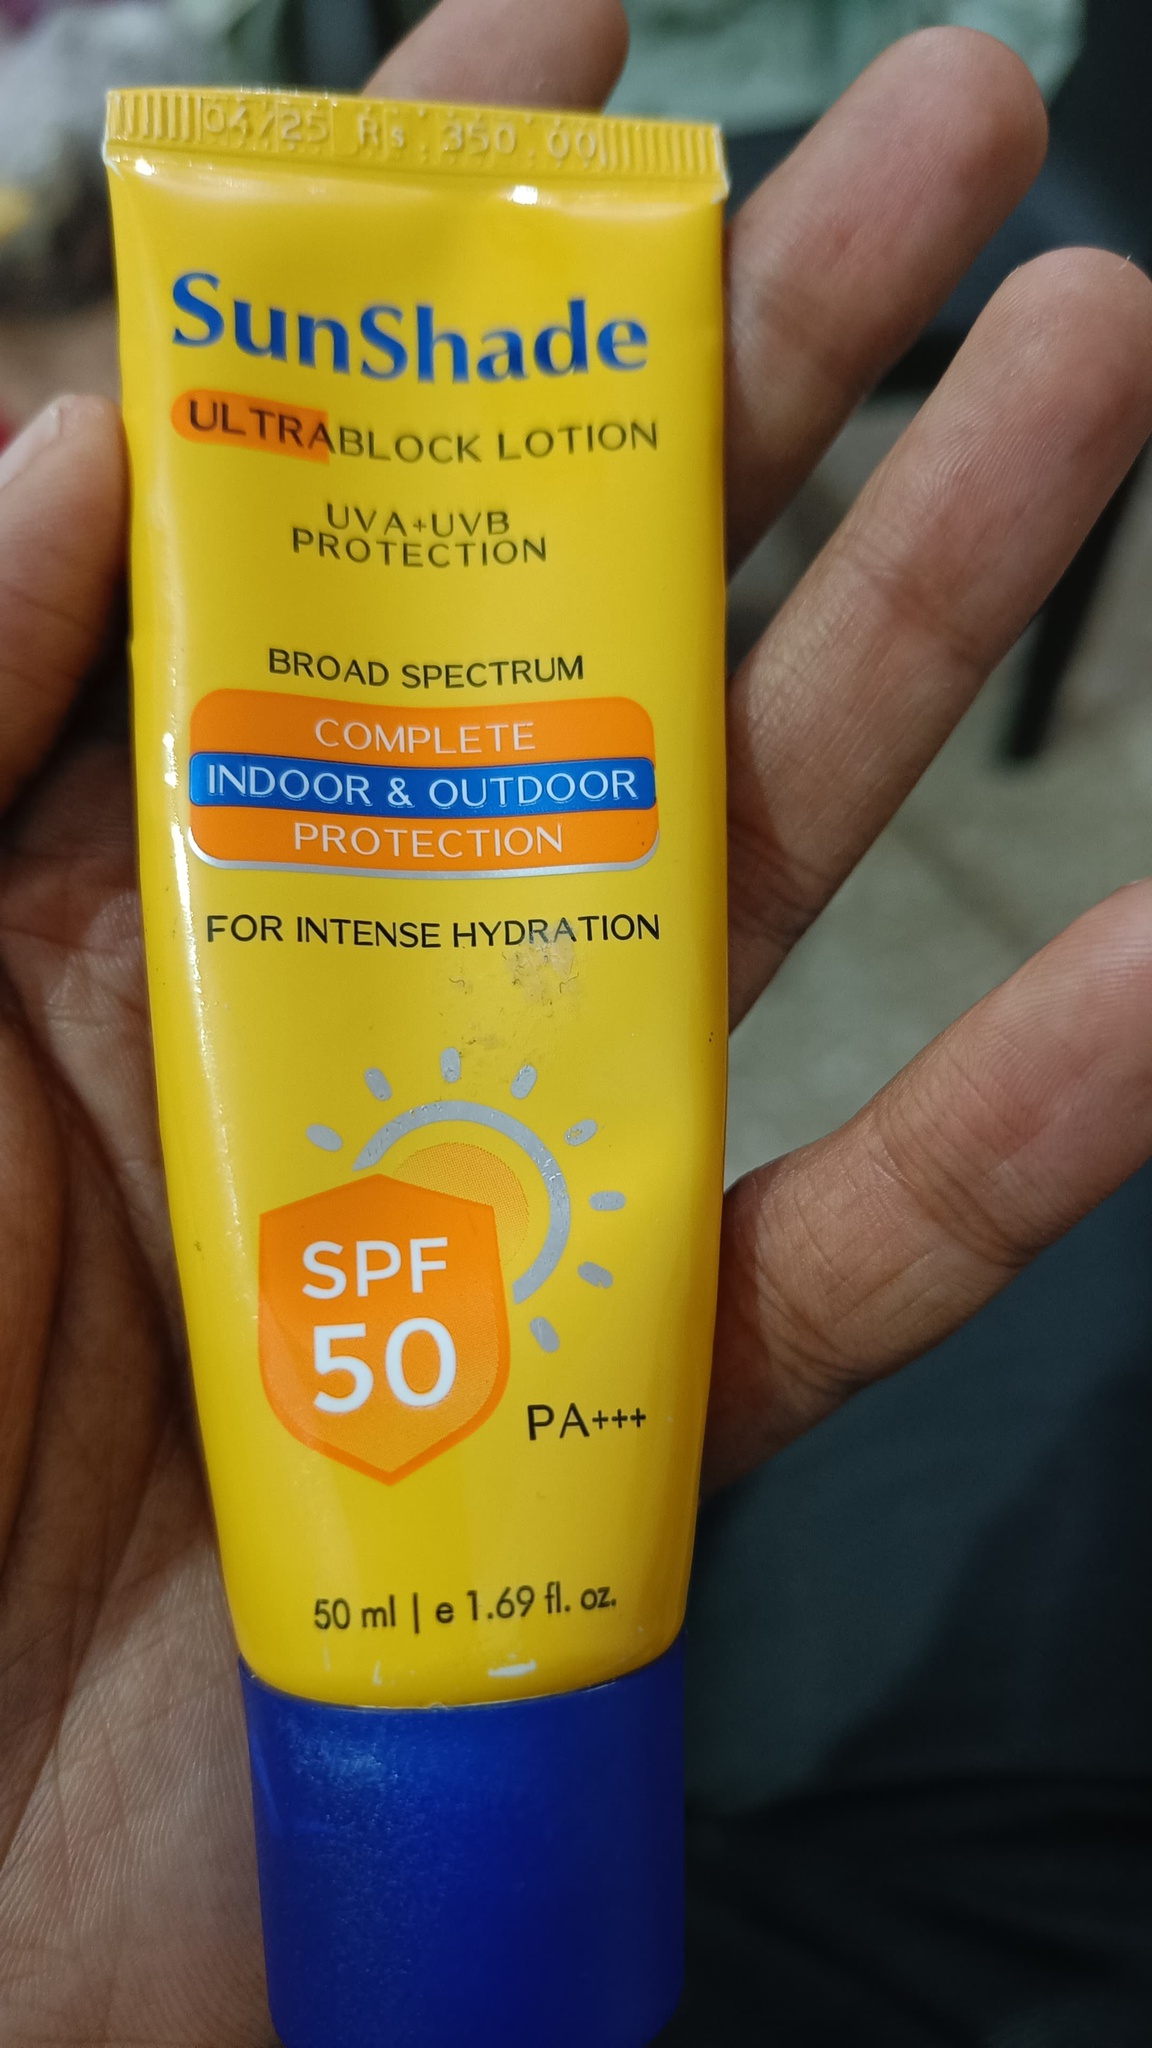 04/25 Rs. 350.00
SunShade
ULTRABLOCK LOTION
UVA+UVB
PROTECTION
BROAD SPECTRUM
COMPLETE
INDOOR & OUTDOOR
PROTECTION
FOR INTENSE HYDRATION
SPF
50
PA+++
50 ml | e 1.69 fl. oz.